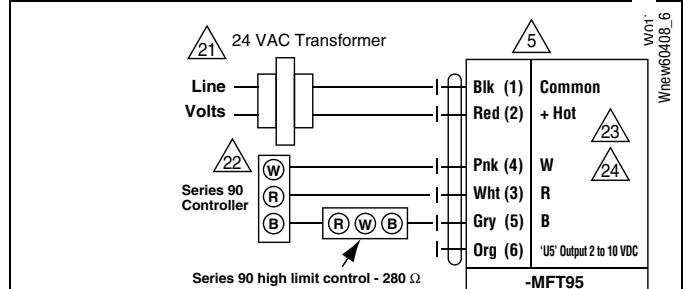 21
24 VAC Transformer
5
Wnew60408_6
Line
Volts
Blk (1) Common
Red (2) + Hot
23
22
Series 90
Controller
W
R
B
Pnk (4) W
24
Wht (3) R
R W B
Gry (5) B
Org (6) 'U5' Output 2 to 10 VDC
Series 90 high limit control - 280 Ω
-MFT95